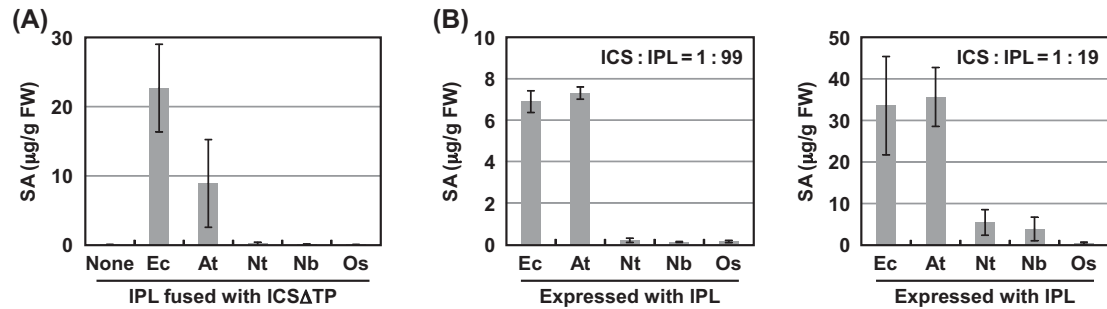 (A)
SA (µg/g FW)
30
20
10
0
None Ec At Nt Nb Os
IPL fused with ICSΔTP
(B)
SA (µg/g FW)
10
8
6
4
2
0
ICS : IPL = 1 : 99
Ec At Nt Nb Os
Expressed with IPL
SA (µg/g FW)
50
40
30
20
10
0
ICS : IPL = 1 : 19
Ec At Nt Nb Os
Expressed with IPL